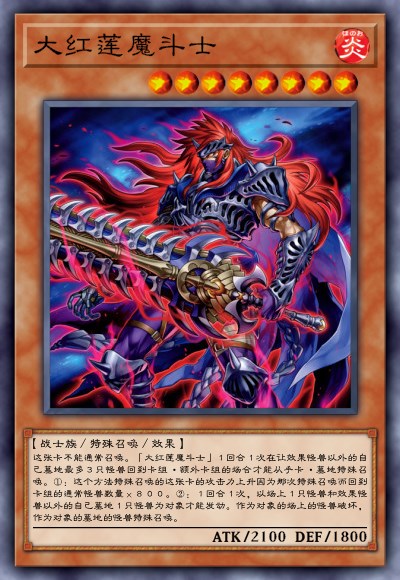 大红莲魔斗士
ほのお
炎
【战士族／特殊召唤／效果】
这张卡不能通常召唤。「大红莲魔斗士」1回合1次在让效果怪兽以外的自
己墓地最多3只怪兽回到卡组·额外卡组的场合才能从手卡·墓地特殊召
唤。①：这个方法特殊召唤的这张卡的攻击力上升因为那次特殊召唤而回到
卡组的通常怪兽数量×800。②：1回合1次，以场上1只怪兽和效果怪
兽以外的自己墓地1只怪兽为对象才能发动。作为对象的场上的怪兽破坏，
作为对象的墓地的怪兽特殊召唤。
ATK/2100 DEF/1800